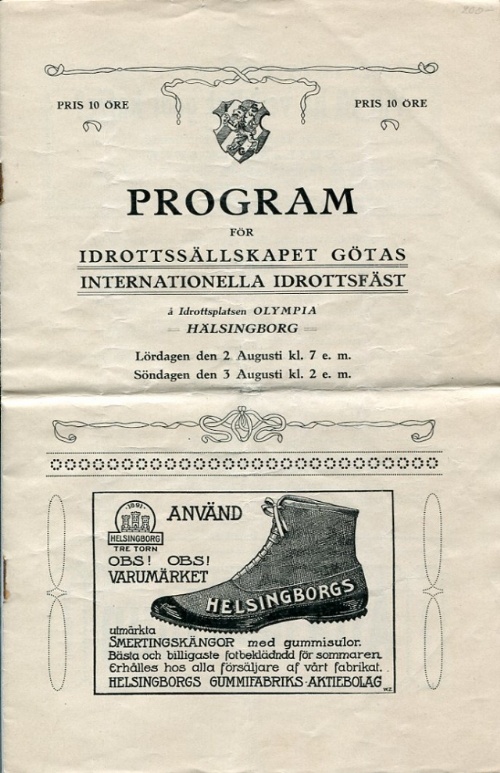 PRIS 10 ÖRE
PRIS 10 ÖRE
PROGRAM
FÖR
IDROTTSSÄLLSKAPET GÖTAS
INTERNATIONELLA IDROTTSFÄST
å Idrottsplatsen OLYMPIA
HÄLSINGBORG
Lördagen den 2 Augusti kl. 7 e. m.
Söndagen den 3 Augusti kl. 2 e. m.
1891
HELSINGBORG
TRE TORN
ANVÄND
OBS! OBS!
VARUMÄRKET
HELSINGBORGS
utmärkta
SMERTINGSKÄNGOR med gummisulor.
Bästa och billigaste fotbeklädndd för sommaren.
Erhålles hos alla försäljare af vårt fabrikat.
HELSINGBORGS GUMMIFABRIKS-AKTIEBOLAG